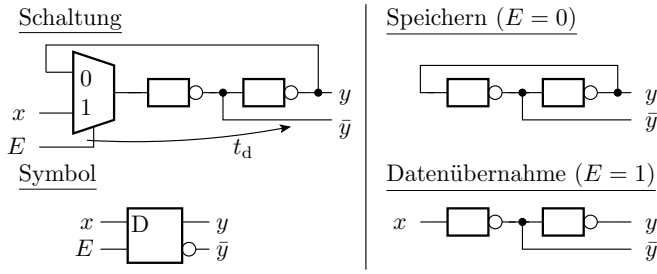 Schaltung
0
1
x
E
y
ȳ
t_d
Symbol
x
E
D
y
ȳ
Speichern (E = 0)
y
ȳ
Datenübernahme (E = 1)
x
y
ȳ